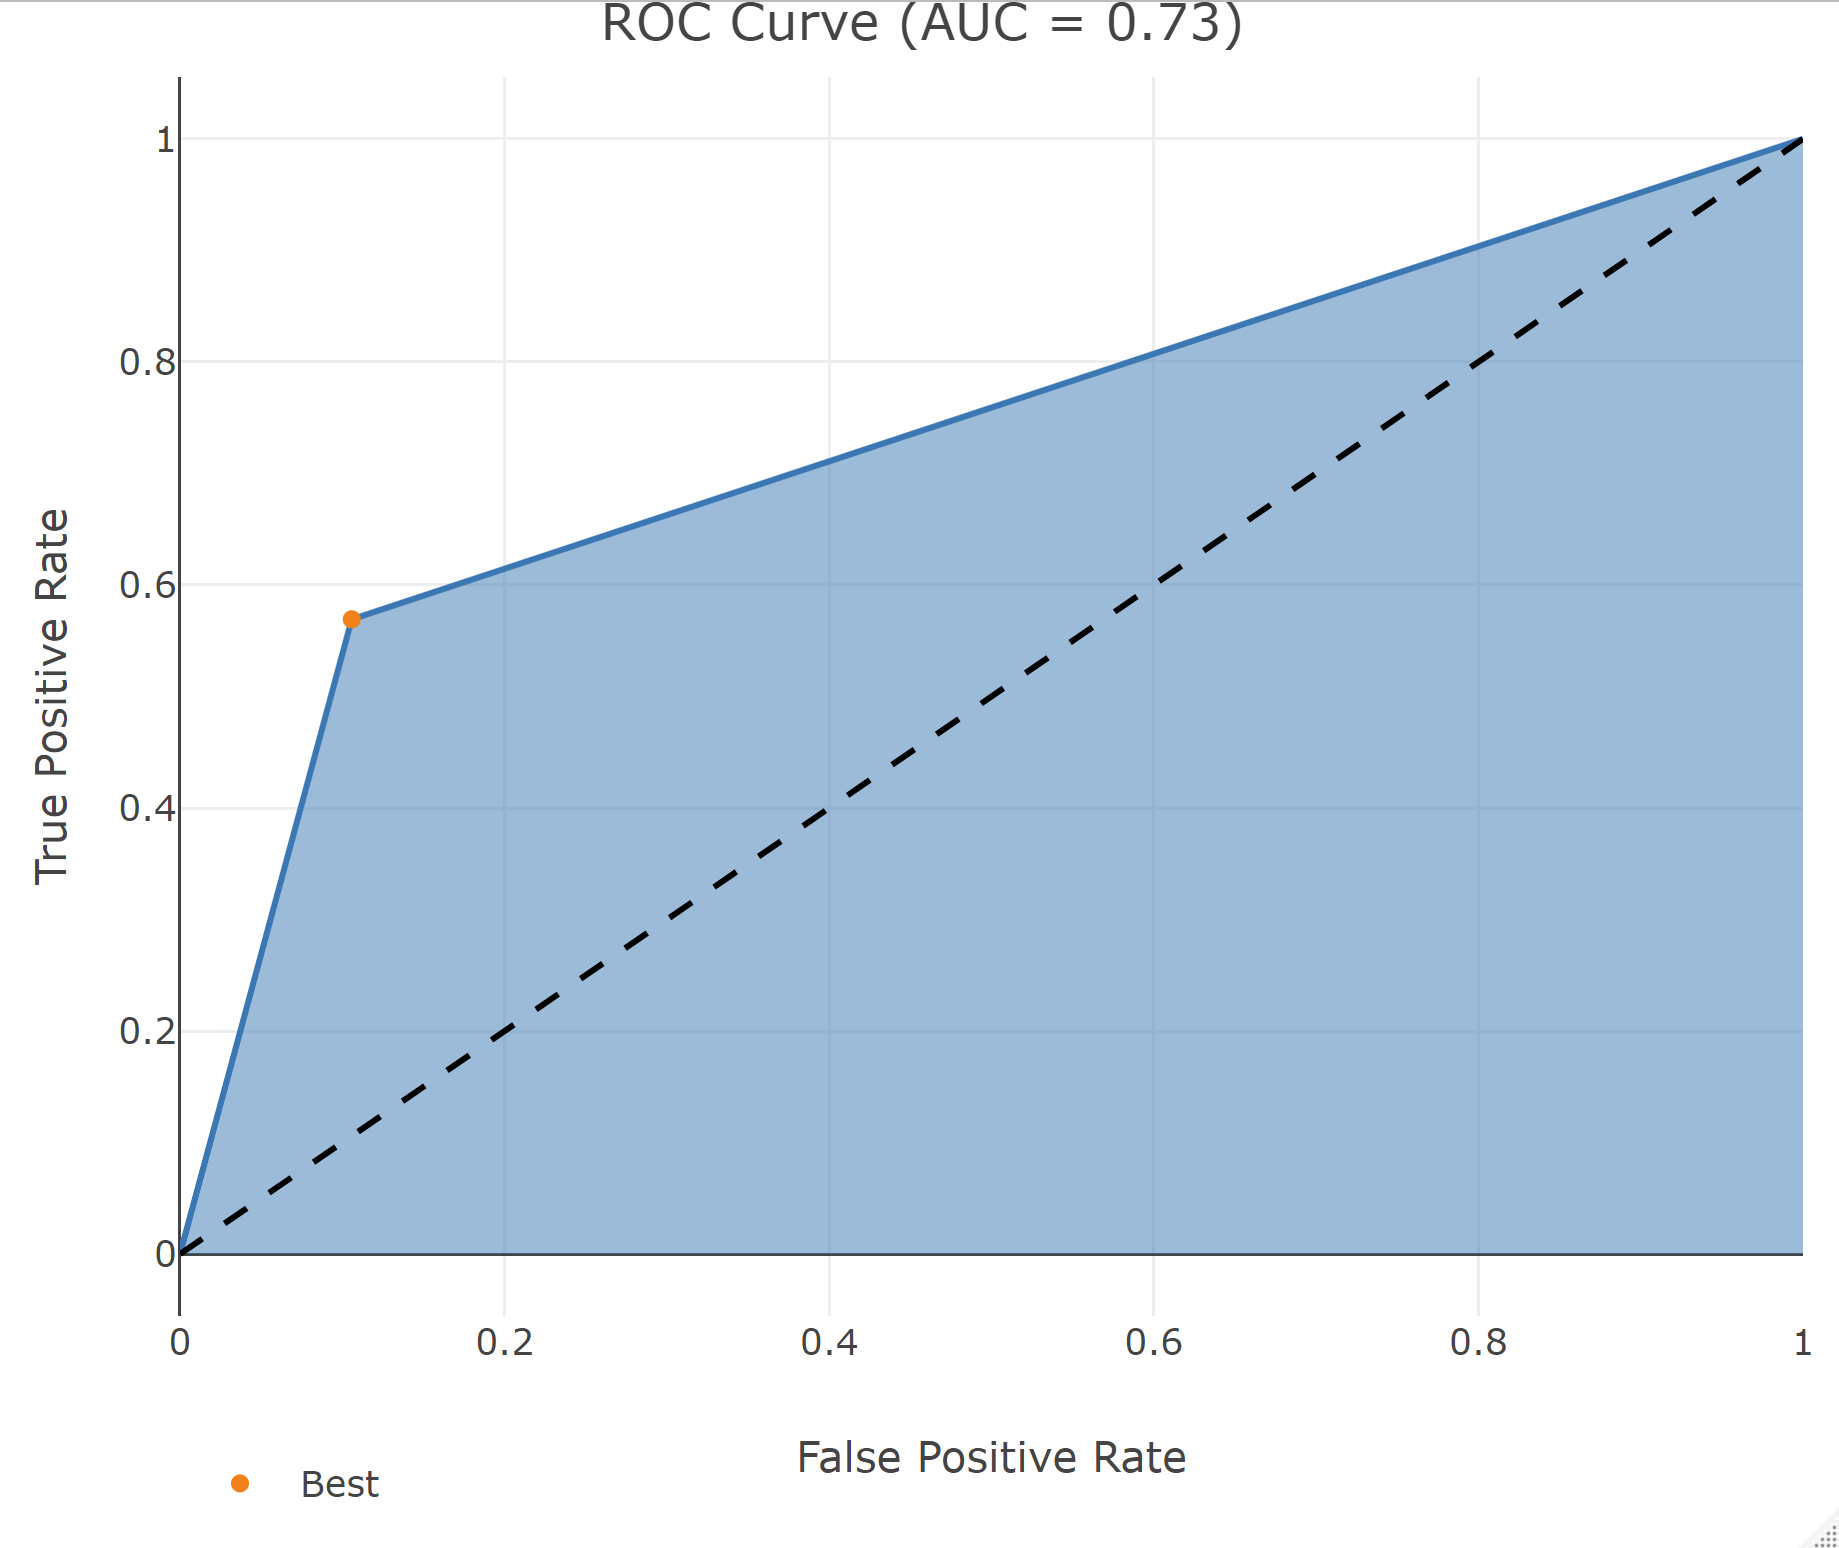 ROC Curve (AUC = 0.73)
1
0.8
0.6
0.4
0.2
0
True Positive Rate
0 0.2 0.4 0.6 0.8 1
False Positive Rate
Best